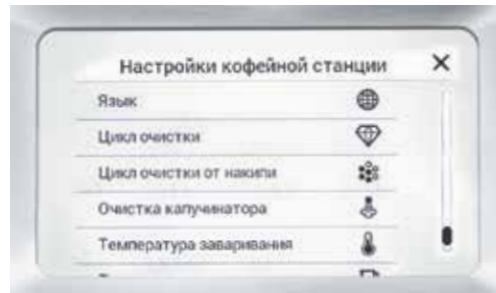 Настройки кофейной станции
Язык
Цикл очистки
Цикл очистки от накипи
Очистка капучинатора
Температура заваривания